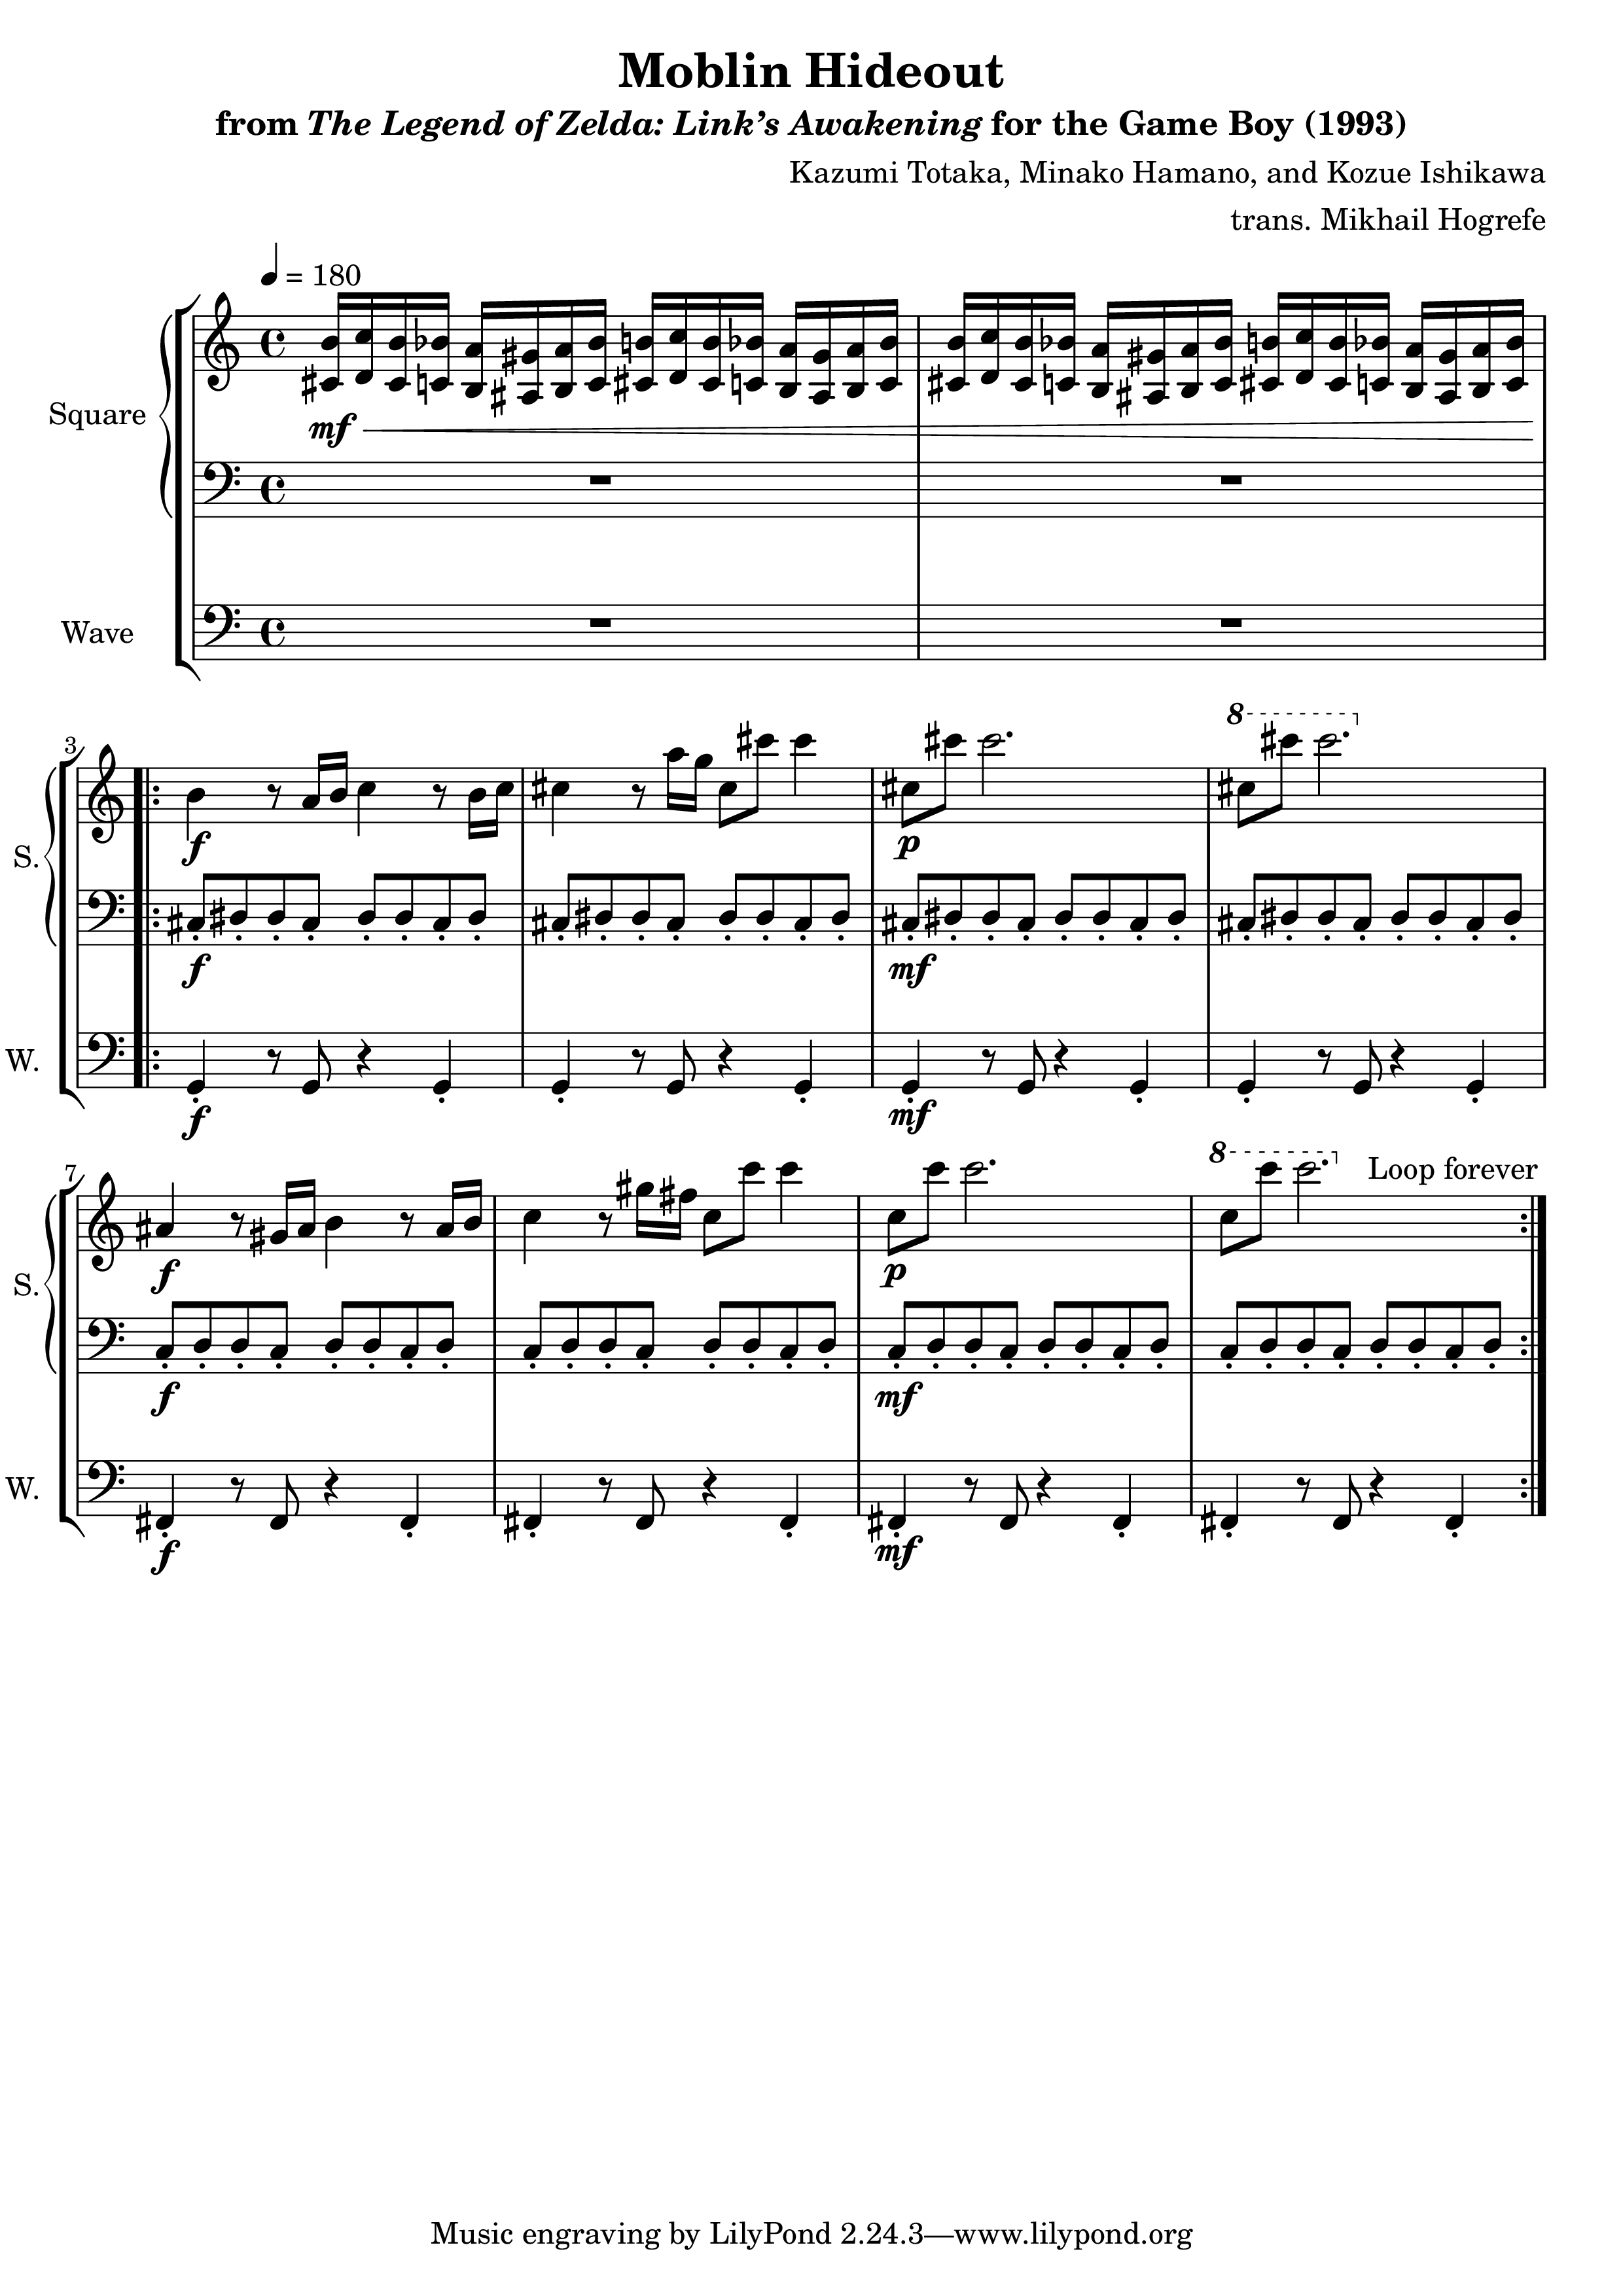 Moblin Hideout
from The Legend of Zelda: Link’s Awakening for the Game Boy (1993)
Kazumi Totaka, Minako Hamano, and Kozue Ishikawa
trans. Mikhail Hogrefe
= 180
Square
mf
Wave
3
8
S.
f
p
f
mf
W.
f
mf
7
8
Loop forever
S.
f
p
f
mf
W.
f
mf
Music engraving by LilyPond 2.24.3—www.lilypond.org